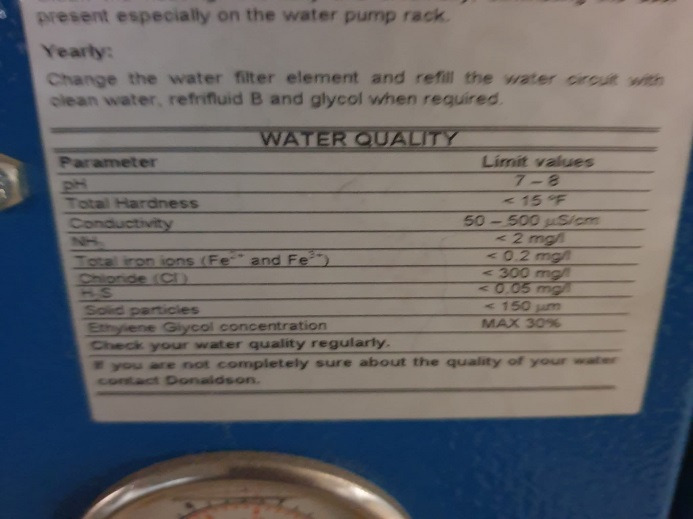 present especially on the water pump rack.
Yearly:
Change the water filter element and refill the water circuit with
clean water, refrifluid B and glycol when required.
WATER QUALITY
Parameter Limit values
pH 7 – 8
Total Hardness < 15 °F
Conductivity 50 – 500 µS/cm
NH₃ < 2 mg/l
Total iron ions (Fe²⁺ and Fe³⁺) < 0,2 mg/l
Chloride (Cl⁻) < 300 mg/l
H₂S < 0,05 mg/l
Solid particles < 150 µm
Ethylene Glycol concentration MAX 30%
Check your water quality regularly.
If you are not completely sure about the quality of your water
contact Donaldson.